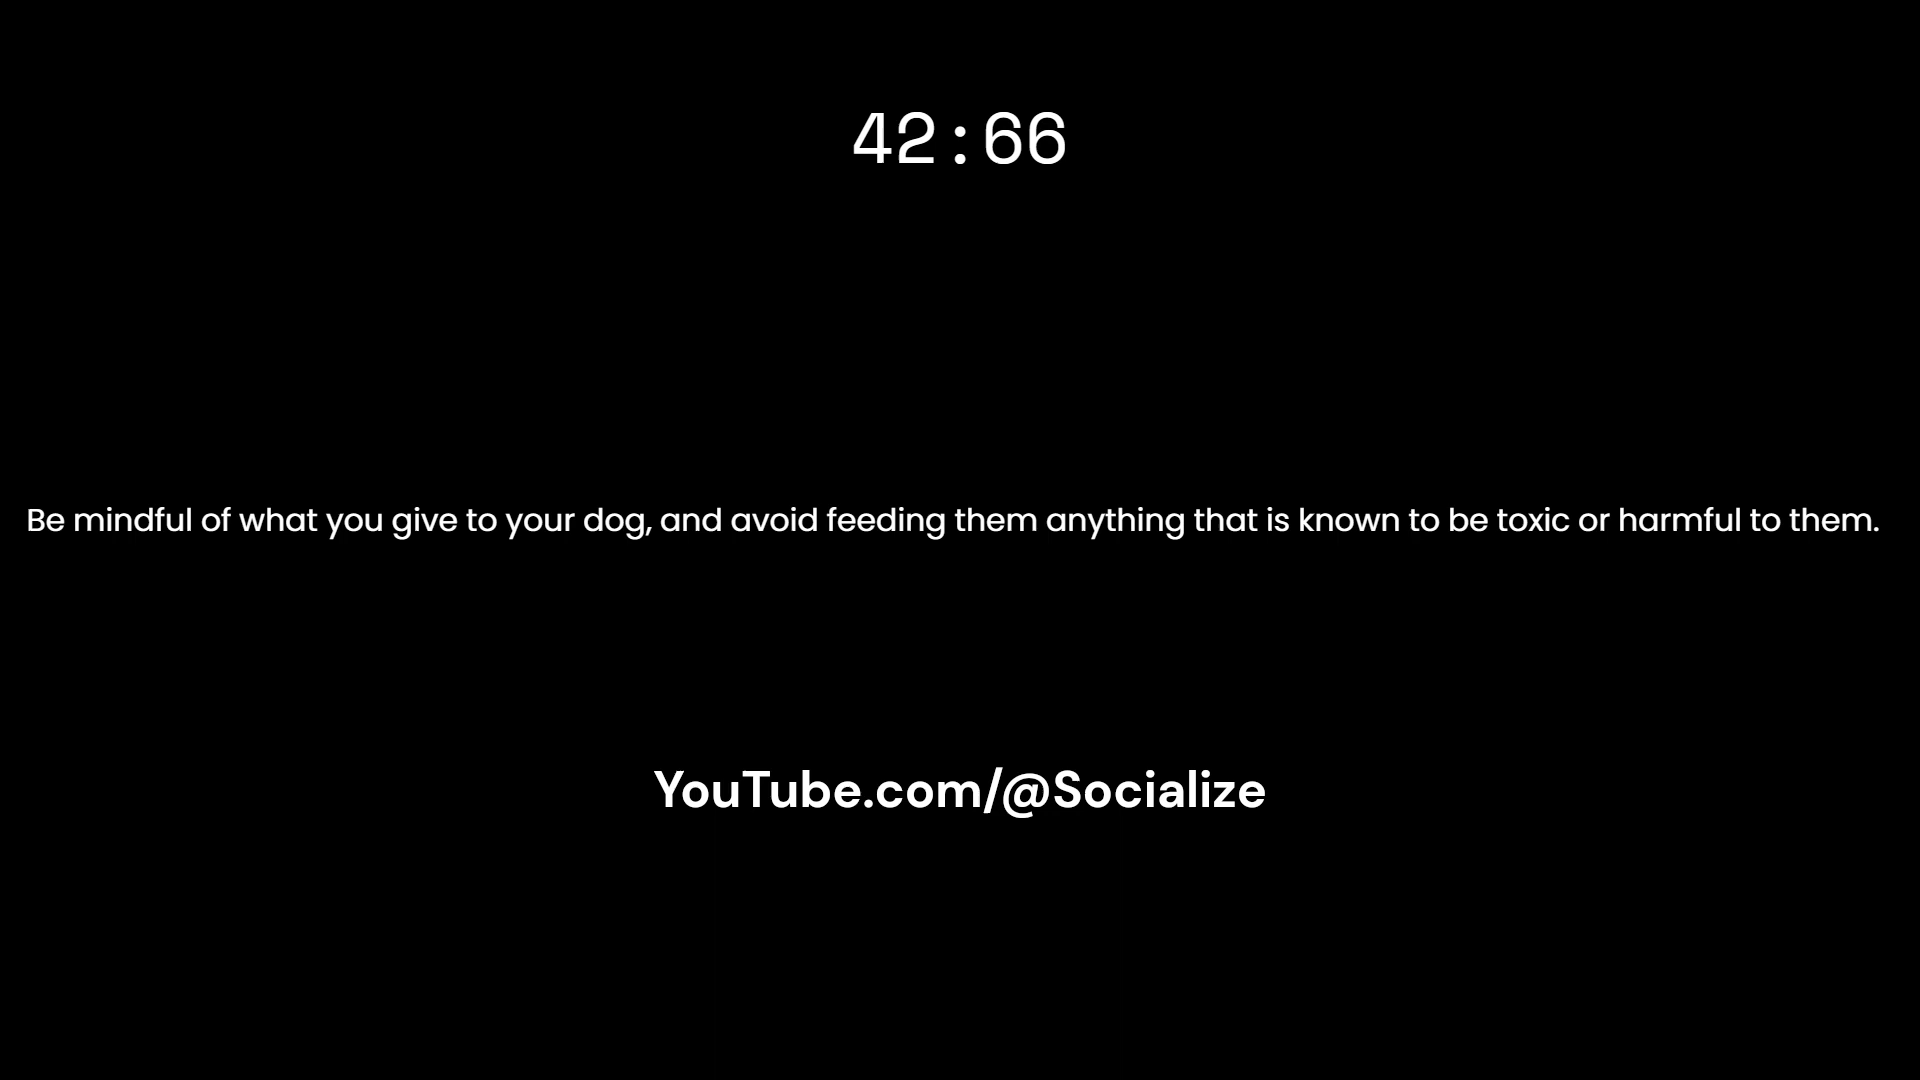 42:66
Be mindful of what you give to your dog, and avoid feeding them anything that is known to be toxic or harmful to them.
YouTube.com/@Socialize